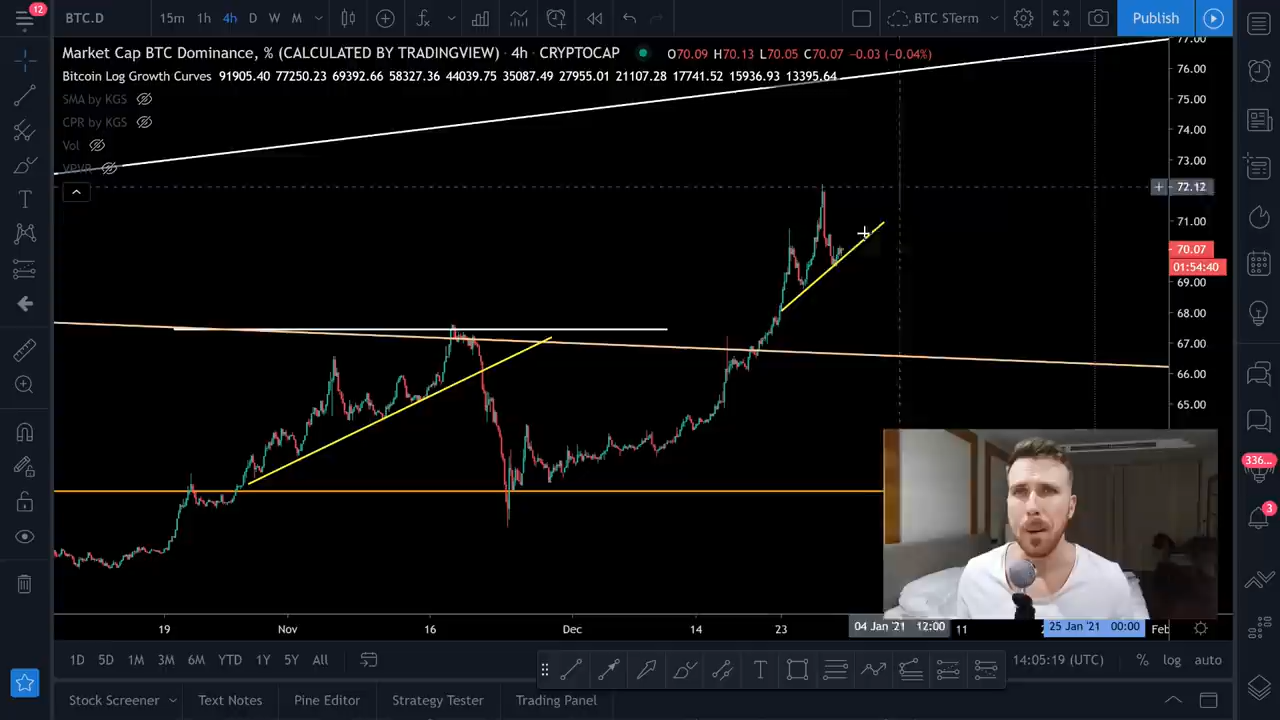 12
BTC.D
15m 1h 4h D W M
BTC STerm
Publish
Market Cap BTC Dominance, % (CALCULATED BY TRADINGVIEW) · 4h · CRYPTOCAP
O70.09 H70.13 L70.05 C70.07 −0.03 (−0.04%)
Bitcoin Log Growth Curves 91905.40 77250.23 69392.66 58327.36 44039.75 35087.49 27955.01 21107.28 17741.52 15936.93 13395.64
SMA by KGS
CPR by KGS
Vol
VPVR
77.00
76.00
75.00
74.00
73.00
72.12
71.00
70.07
01:54:40
69.00
68.00
67.00
66.00
65.00
336...
3
19 Nov 16 Dec 14 23 04 Jan '21 12:00 11 25 Jan '21 00:00 Feb
1D 5D 1M 3M 6M YTD 1Y 5Y All
14:05:19 (UTC) % log auto
Stock Screener Text Notes Pine Editor Strategy Tester Trading Panel